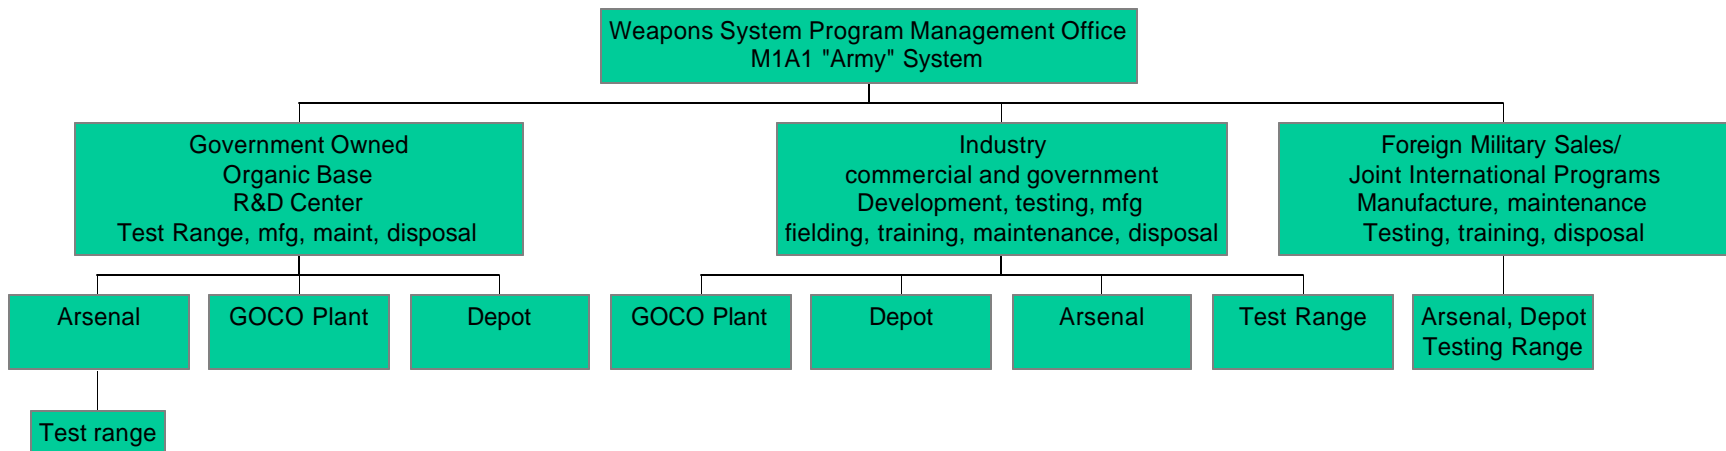 Weapons System Program Management Office
M1A1 "Army" System
Government Owned
Organic Base
R&D Center
Test Range, mfg, maint, disposal
Industry
commercial and government
Development, testing, mfg
fielding, training, maintenance, disposal
Foreign Military Sales/
Joint International Programs
Manufacture, maintenance
Testing, training, disposal
Arsenal
GOCO Plant
Depot
GOCO Plant
Depot
Arsenal
Test Range
Arsenal, Depot
Testing Range
Test range